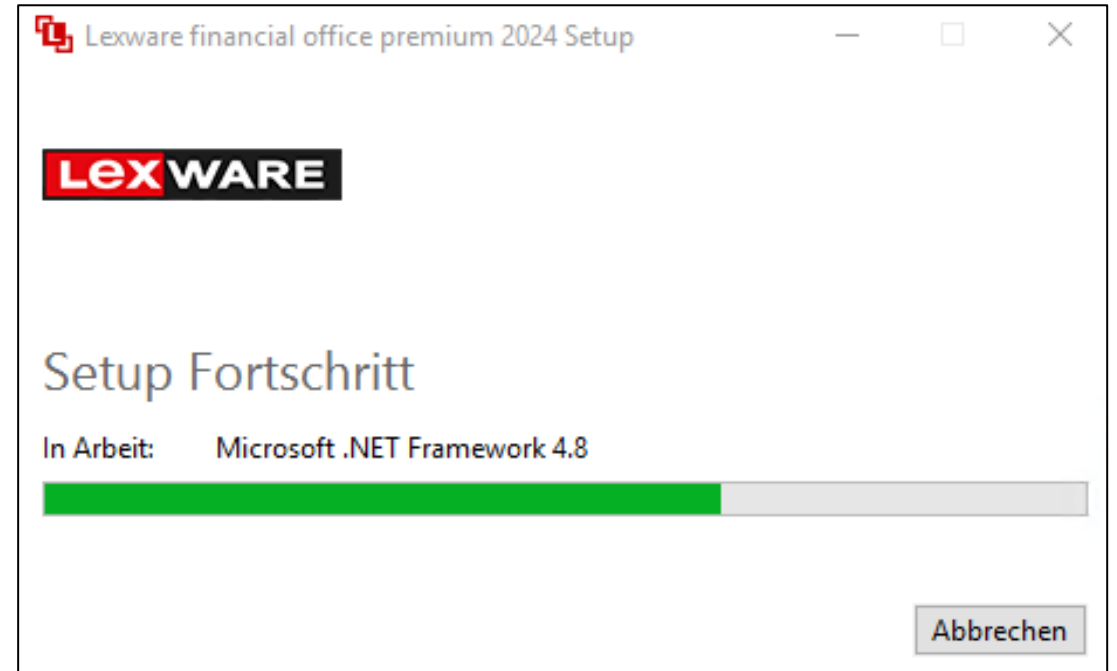 Lexware financial office premium 2024 Setup
LEXWARE
Setup Fortschritt
In Arbeit: Microsoft .NET Framework 4.8
Abbrechen